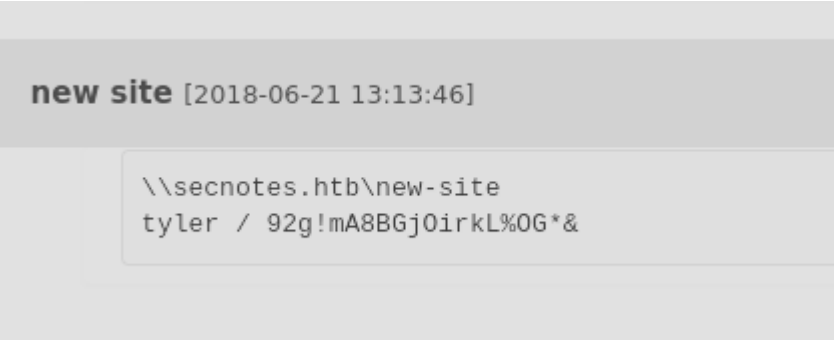 new site [2018-06-21 13:13:46]
\\secnotes.htb\new-site
tyler / 92g!mA8BGjOirkL%OG*&